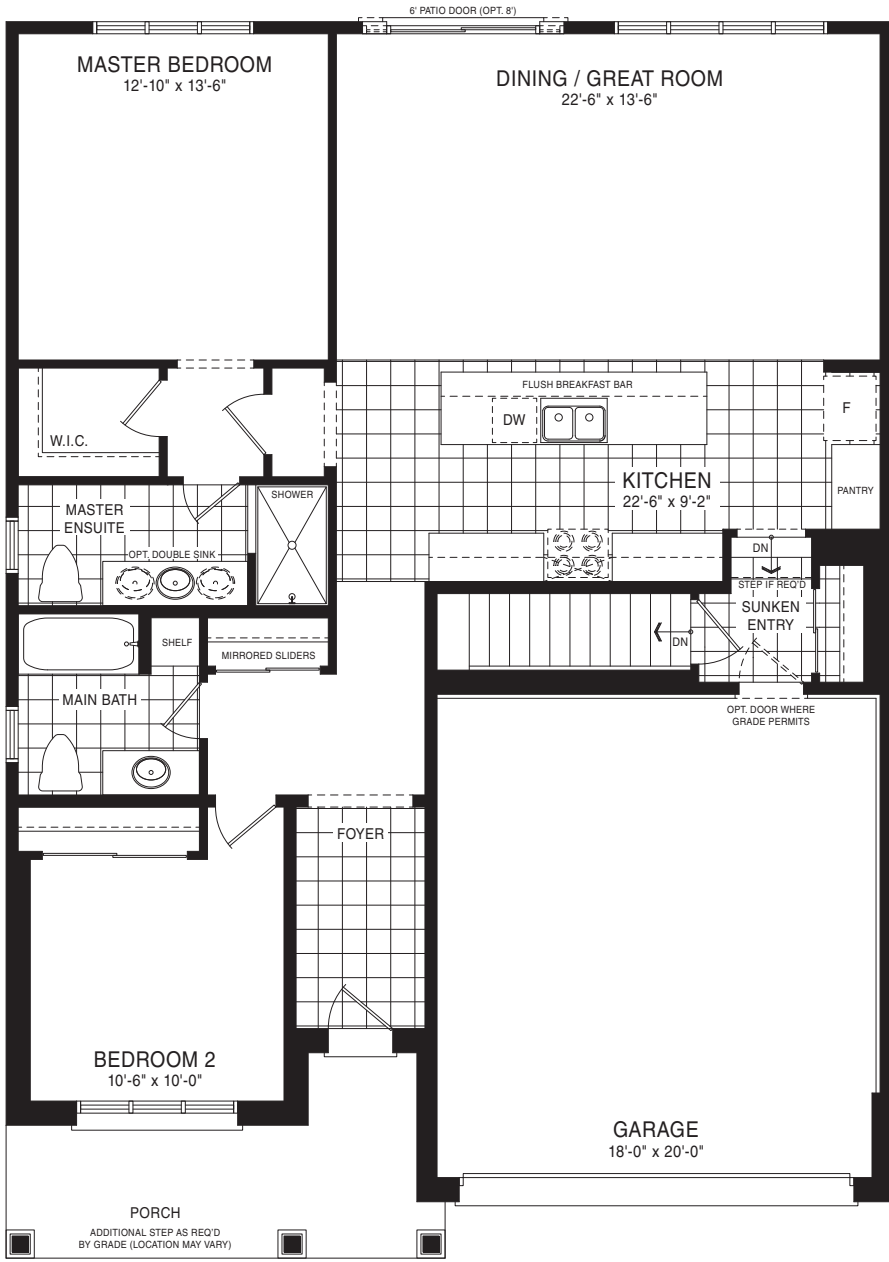 6' PATIO DOOR (OPT. 8')
MASTER BEDROOM
12'-10" x 13'-6"
DINING / GREAT ROOM
22'-6" x 13'-6"
FLUSH BREAKFAST BAR
DW
F
W.I.C.
KITCHEN
22'-6" x 9'-2"
PANTRY
MASTER
ENSUITE
SHOWER
OPT. DOUBLE SINK
DN
STEP IF REQ'D
SUNKEN
ENTRY
DN
SHELF
MIRRORED SLIDERS
MAIN BATH
OPT. DOOR WHERE
GRADE PERMITS
FOYER
BEDROOM 2
10'-6" x 10'-0"
GARAGE
18'-0" x 20'-0"
PORCH
ADDITIONAL STEP AS REQ'D
BY GRADE (LOCATION MAY VARY)